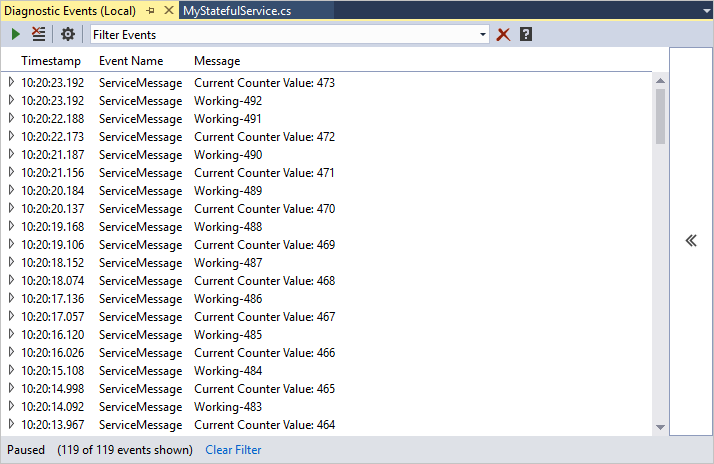 Diagnostic Events (Local) MyStatefulService.cs
Filter Events
Timestamp Event Name Message
10:20:23.192 ServiceMessage Current Counter Value: 473
10:20:23.192 ServiceMessage Working-492
10:20:22.188 ServiceMessage Working-491
10:20:22.173 ServiceMessage Current Counter Value: 472
10:20:21.187 ServiceMessage Working-490
10:20:21.156 ServiceMessage Current Counter Value: 471
10:20:20.184 ServiceMessage Working-489
10:20:20.137 ServiceMessage Current Counter Value: 470
10:20:19.168 ServiceMessage Working-488
10:20:19.106 ServiceMessage Current Counter Value: 469
10:20:18.152 ServiceMessage Working-487
10:20:18.074 ServiceMessage Current Counter Value: 468
10:20:17.136 ServiceMessage Working-486
10:20:17.057 ServiceMessage Current Counter Value: 467
10:20:16.120 ServiceMessage Working-485
10:20:16.026 ServiceMessage Current Counter Value: 466
10:20:15.108 ServiceMessage Working-484
10:20:14.998 ServiceMessage Current Counter Value: 465
10:20:14.092 ServiceMessage Working-483
10:20:13.967 ServiceMessage Current Counter Value: 464
Paused (119 of 119 events shown) Clear Filter